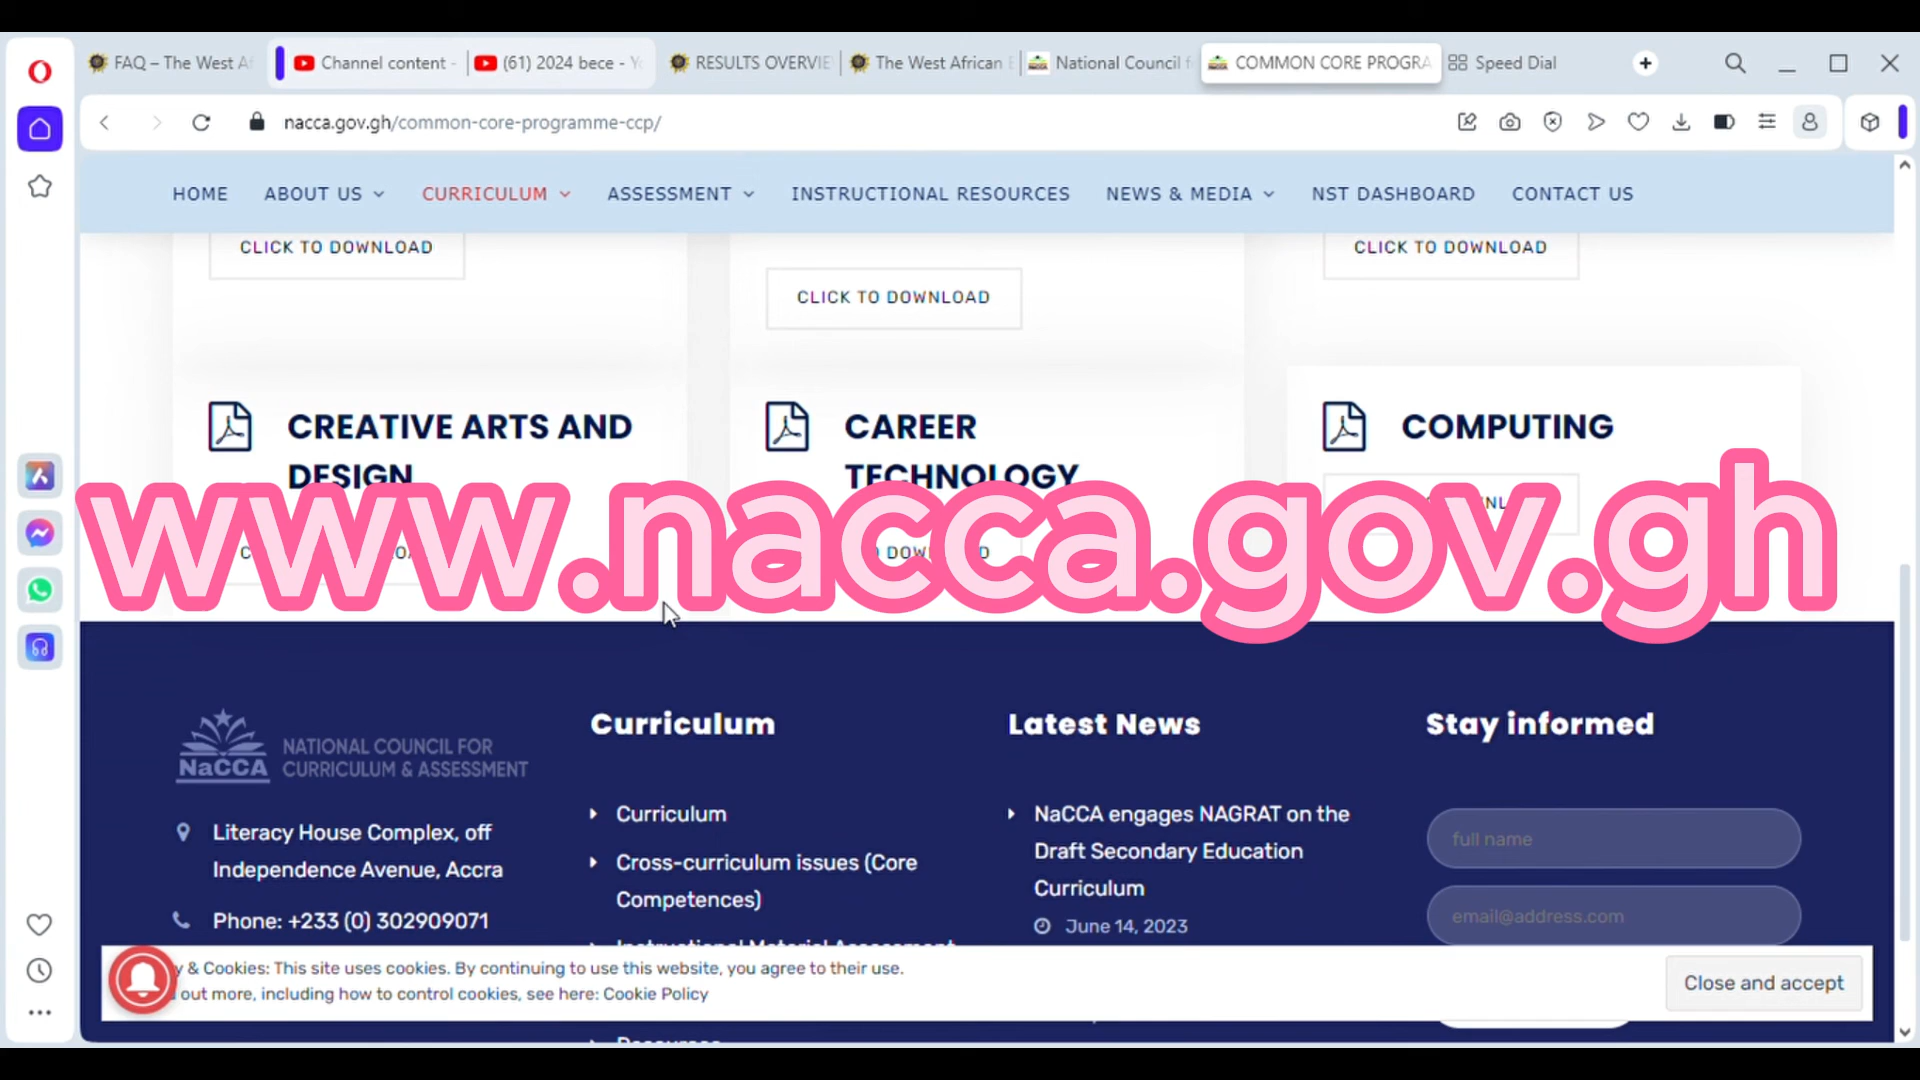 FAQ – The West Af
Channel content -
(61) 2024 bece - Yo
RESULTS OVERVIE
The West African E
National Council f
COMMON CORE PROGRA
Speed Dial
nacca.gov.gh/common-core-programme-ccp/
HOME
ABOUT US
CURRICULUM
ASSESSMENT
INSTRUCTIONAL RESOURCES
NEWS & MEDIA
NST DASHBOARD
CONTACT US
CLICK TO DOWNLOAD
CLICK TO DOWNLOAD
CLICK TO DOWNLOAD
CREATIVE ARTS AND
DESIGN
CAREER
TECHNOLOGY
COMPUTING
www.nacca.gov.gh
NaCCA
NATIONAL COUNCIL FOR
CURRICULUM & ASSESSMENT
Literacy House Complex, off
Independence Avenue, Accra
Phone: +233 (0) 302909071
Curriculum
Curriculum
Cross-curriculum issues (Core
Competences)
Instructional Material Assessment
Resources
Latest News
NaCCA engages NAGRAT on the
Draft Secondary Education
Curriculum
June 14, 2023
Stay informed
full name
email@address.com
y & Cookies: This site uses cookies. By continuing to use this website, you agree to their use.
out more, including how to control cookies, see here: Cookie Policy
Close and accept